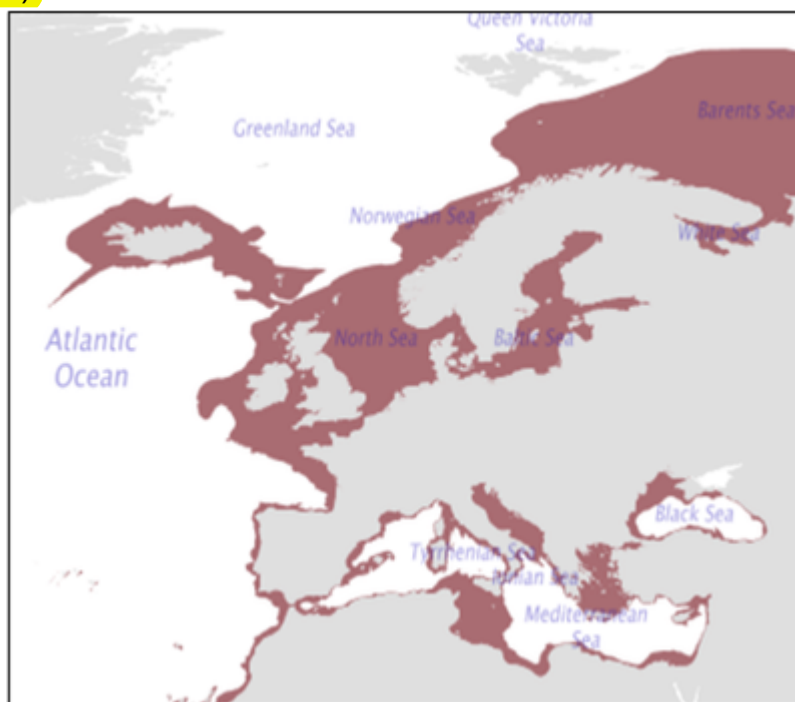 Queen Victoria
Sea
Barents Sea
Greenland Sea
Norwegian Sea
White Sea
Atlantic
Ocean
North Sea
Baltic Sea
Black Sea
Tyrrhenian Sea
Ionian Sea
Mediterranean
Sea